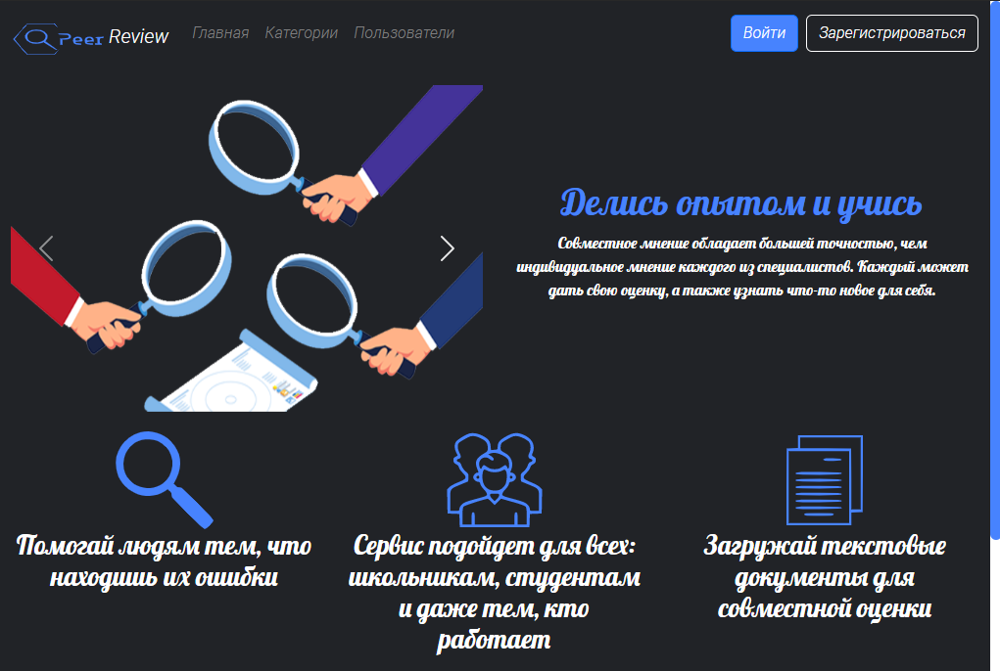 Peer Review Главная Категории Пользователи Войти Зарегистрироваться
Делись опытом и учись
Совместное мнение обладает большей точностью, чем
индивидуальное мнение каждого из специалистов. Каждый может
дать свою оценку, а также узнать что-то новое для себя.
Помогай людям тем, что
находишь их ошибки
Сервис подойдет для всех:
школьникам, студентам
и даже тем, кто
работает
Загружай текстовые
документы для
совместной оценки